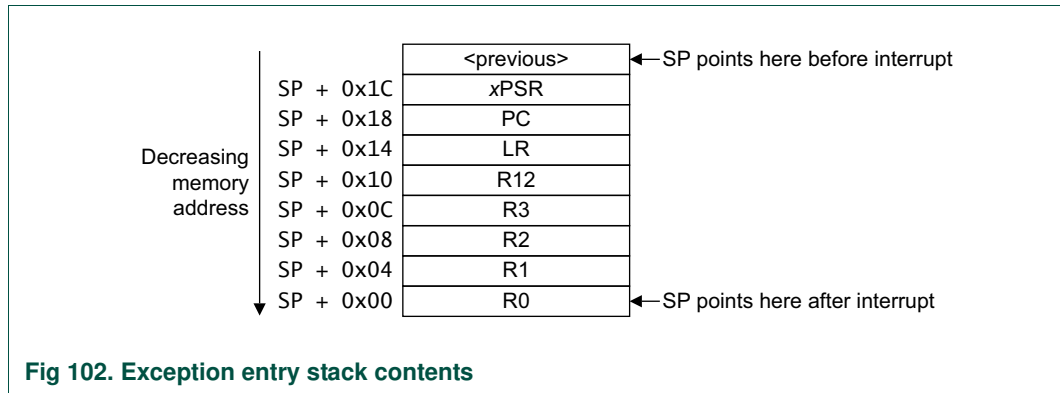 <previous>
SP points here before interrupt
SP + 0x1C
xPSR
SP + 0x18
PC
SP + 0x14
LR
Decreasing
memory
address
SP + 0x10
R12
SP + 0x0C
R3
SP + 0x08
R2
SP + 0x04
R1
SP + 0x00
R0
SP points here after interrupt
Fig 102. Exception entry stack contents